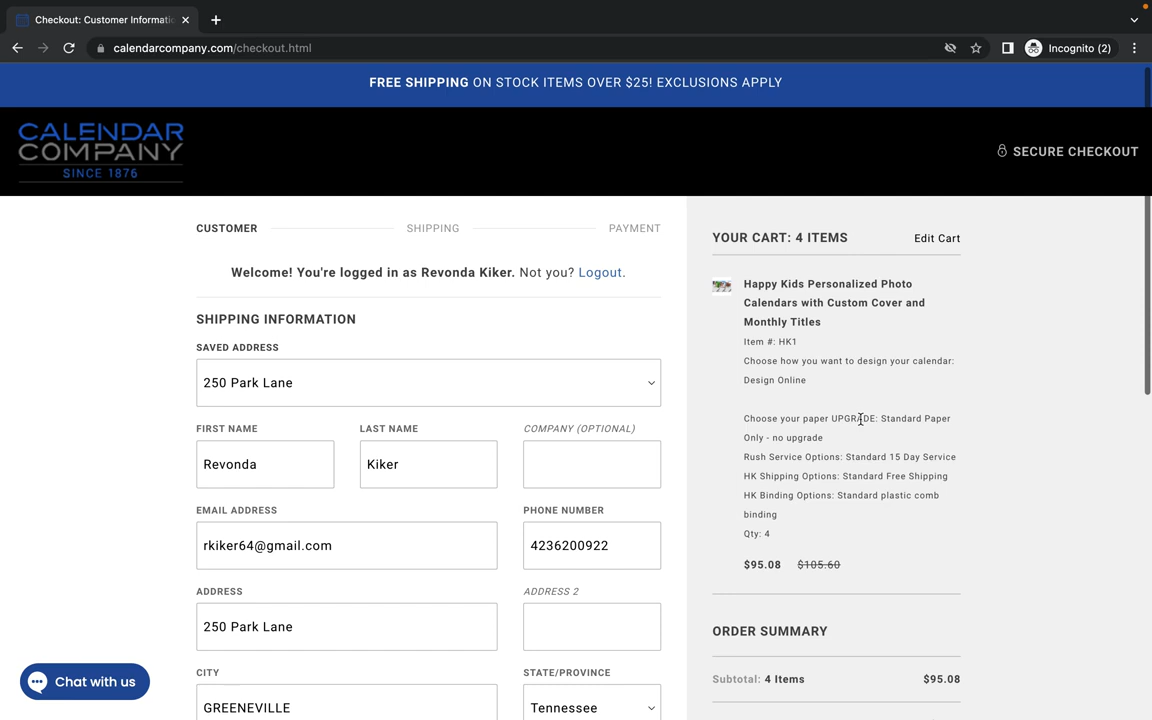 Checkout: Customer Informatic
calendarcompany.com/checkout.html
Incognito (2)
FREE SHIPPING ON STOCK ITEMS OVER $25! EXCLUSIONS APPLY
CALENDAR
COMPANY
SINCE 1876
SECURE CHECKOUT
CUSTOMER
SHIPPING
PAYMENT
Welcome! You're logged in as Revonda Kiker. Not you? Logout.
SHIPPING INFORMATION
SAVED ADDRESS
250 Park Lane
FIRST NAME
LAST NAME
COMPANY (OPTIONAL)
Revonda
Kiker
EMAIL ADDRESS
PHONE NUMBER
rkiker64@gmail.com
4236200922
ADDRESS
ADDRESS 2
250 Park Lane
CITY
STATE/PROVINCE
GREENEVILLE
Tennessee
Chat with us
YOUR CART: 4 ITEMS
Edit Cart
Happy Kids Personalized Photo
Calendars with Custom Cover and
Monthly Titles
Item #: HK1
Choose how you want to design your calendar:
Design Online
Choose your paper UPGRADE: Standard Paper
Only - no upgrade
Rush Service Options: Standard 15 Day Service
HK Shipping Options: Standard Free Shipping
HK Binding Options: Standard plastic comb
binding
Qty: 4
$95.08 $105.60
ORDER SUMMARY
Subtotal: 4 Items $95.08